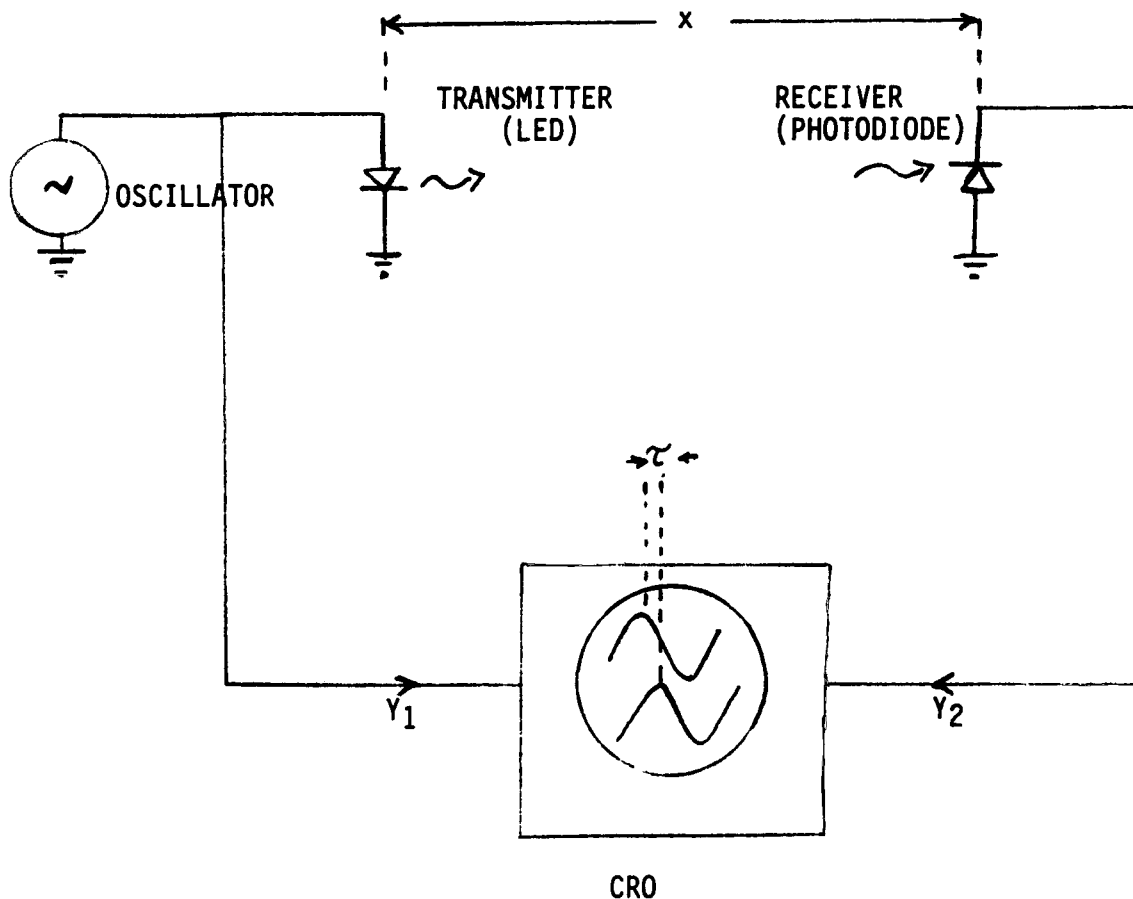 x
TRANSMITTER
(LED)
RECEIVER
(PHOTODIODE)
OSCILLATOR
τ
Y1
Y2
CRO